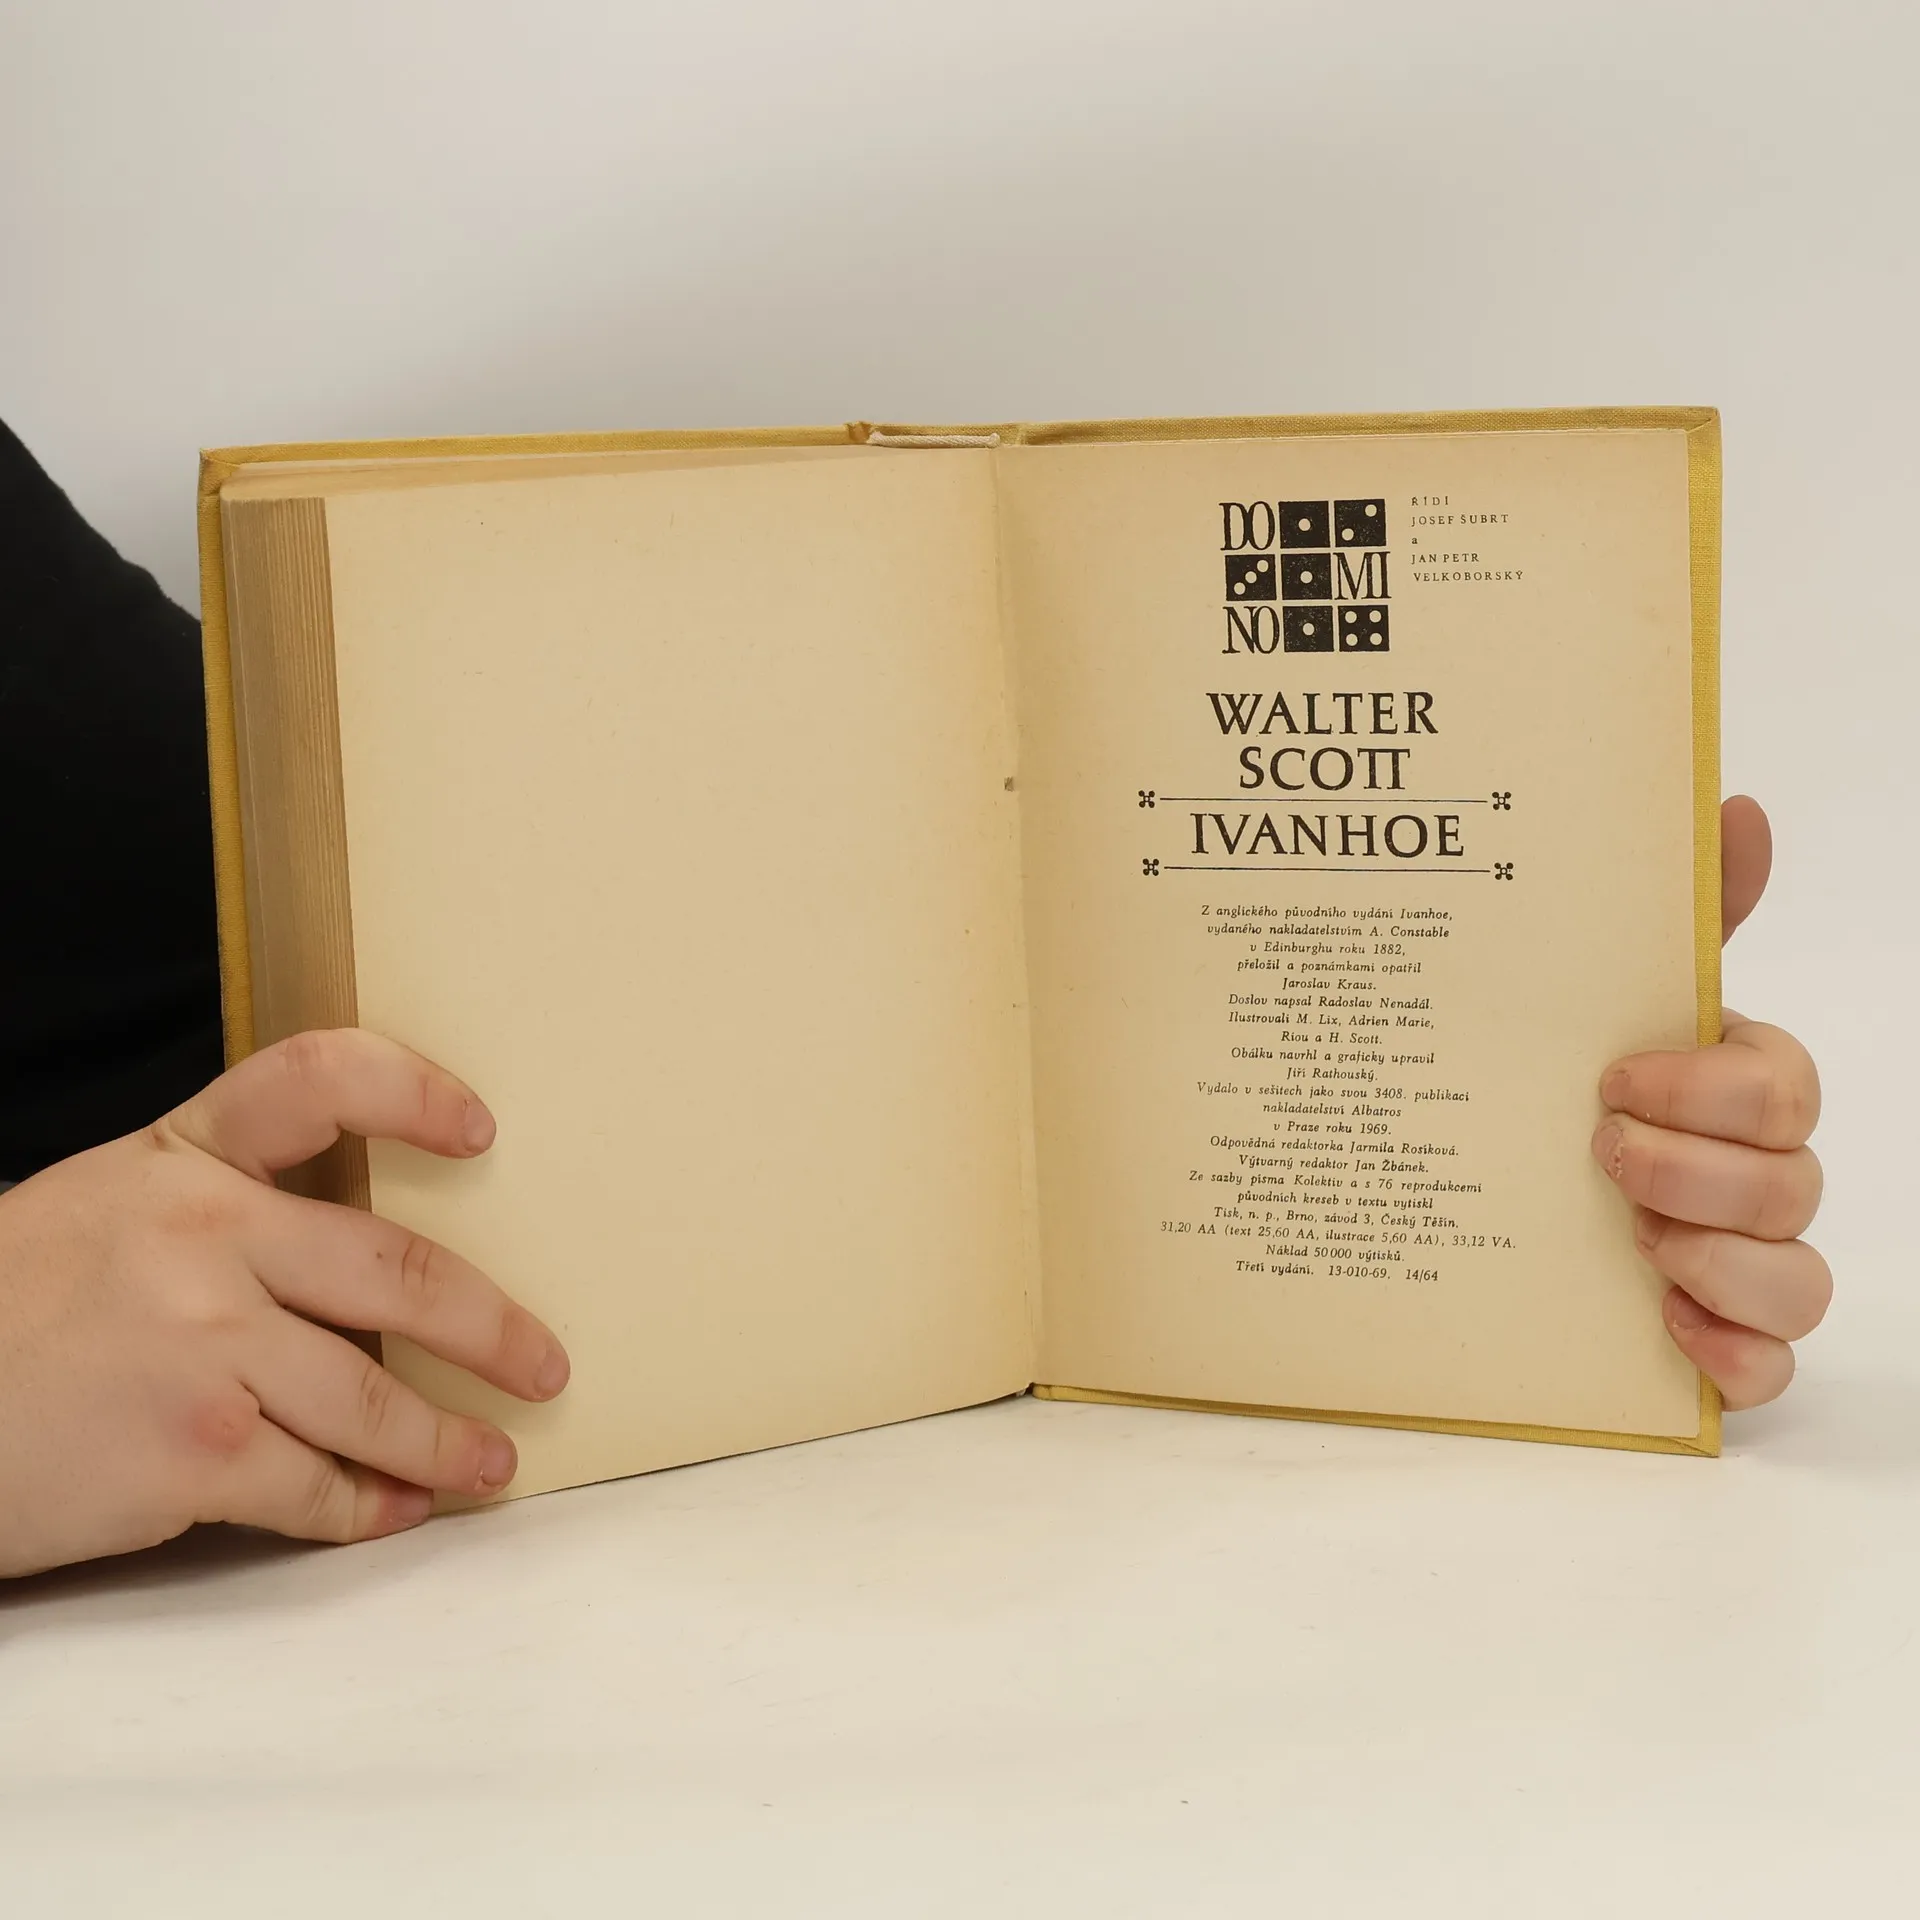 DO
MI
NO
ŘÍDÍ
JOSEF ŠUBRT
a
JAN PETR
VELKOBORSKÝ
WALTER
SCOTT
IVANHOE
Z anglického původního vydání Ivanhoe,
vydaného nakladatelstvím A. Constable
v Edinburghu roku 1882,
přeložil a poznámkami opatřil
Jaroslav Kraus.
Doslov napsal Radoslav Nenadál.
Ilustrovali M. Lix, Adrien Marie,
Riou a H. Scott.
Obálku navrhl a graficky upravil
Jiří Rathouský.
Vydalo v sešitech jako svou 3408. publikaci
nakladatelství Albatros
v Praze roku 1969.
Odpovědná redaktorka Jarmila Rosíková.
Výtvarný redaktor Jan Žbánek.
Ze sazby písma Kolektiv a s 76 reprodukcemi
původních kreseb v textu vytiskl
Tisk, n. p., Brno, závod 3, Český Těšín.
31,20 AA (text 25,60 AA, ilustrace 5,60 AA), 33,12 VA.
Náklad 50 000 výtisků.
Třetí vydání. 13-010-69. 14/64